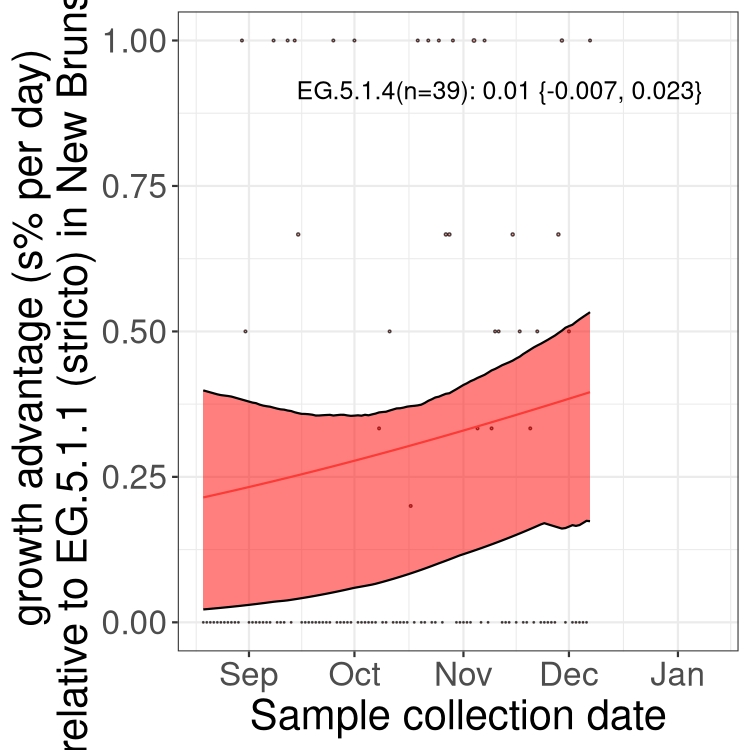 growth advantage (s% per day)
relative to EG.5.1.1 (stricto) in New Bruns
1.00
0.75
0.50
0.25
0.00
EG.5.1.4(n=39): 0.01 {-0.007, 0.023}
Sep Oct Nov Dec Jan
Sample collection date